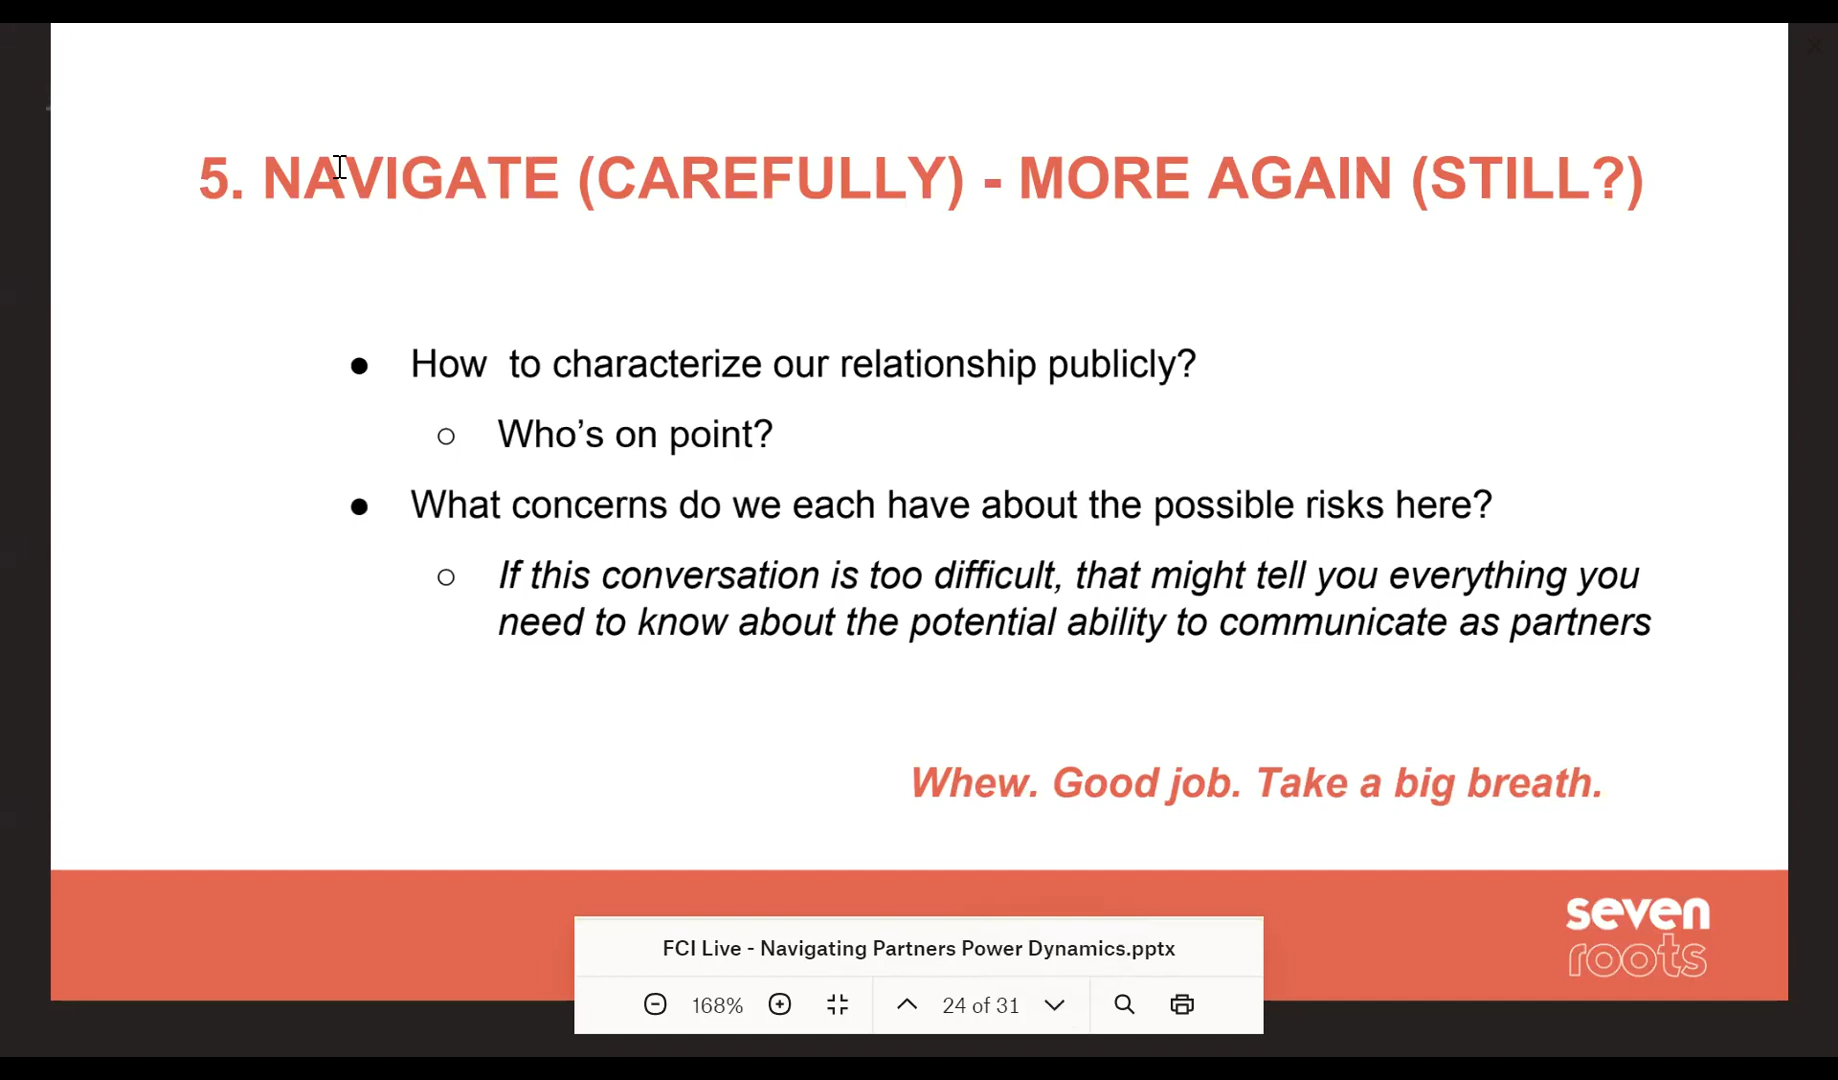 5. NAVIGATE (CAREFULLY) - MORE AGAIN (STILL?)
● How  to characterize our relationship publicly?
○ Who’s on point?
● What concerns do we each have about the possible risks here?
○ If this conversation is too difficult, that might tell you everything you
need to know about the potential ability to communicate as partners
Whew. Good job. Take a big breath.
seven
roots
FCI Live - Navigating Partners Power Dynamics.pptx
168%
24 of 31